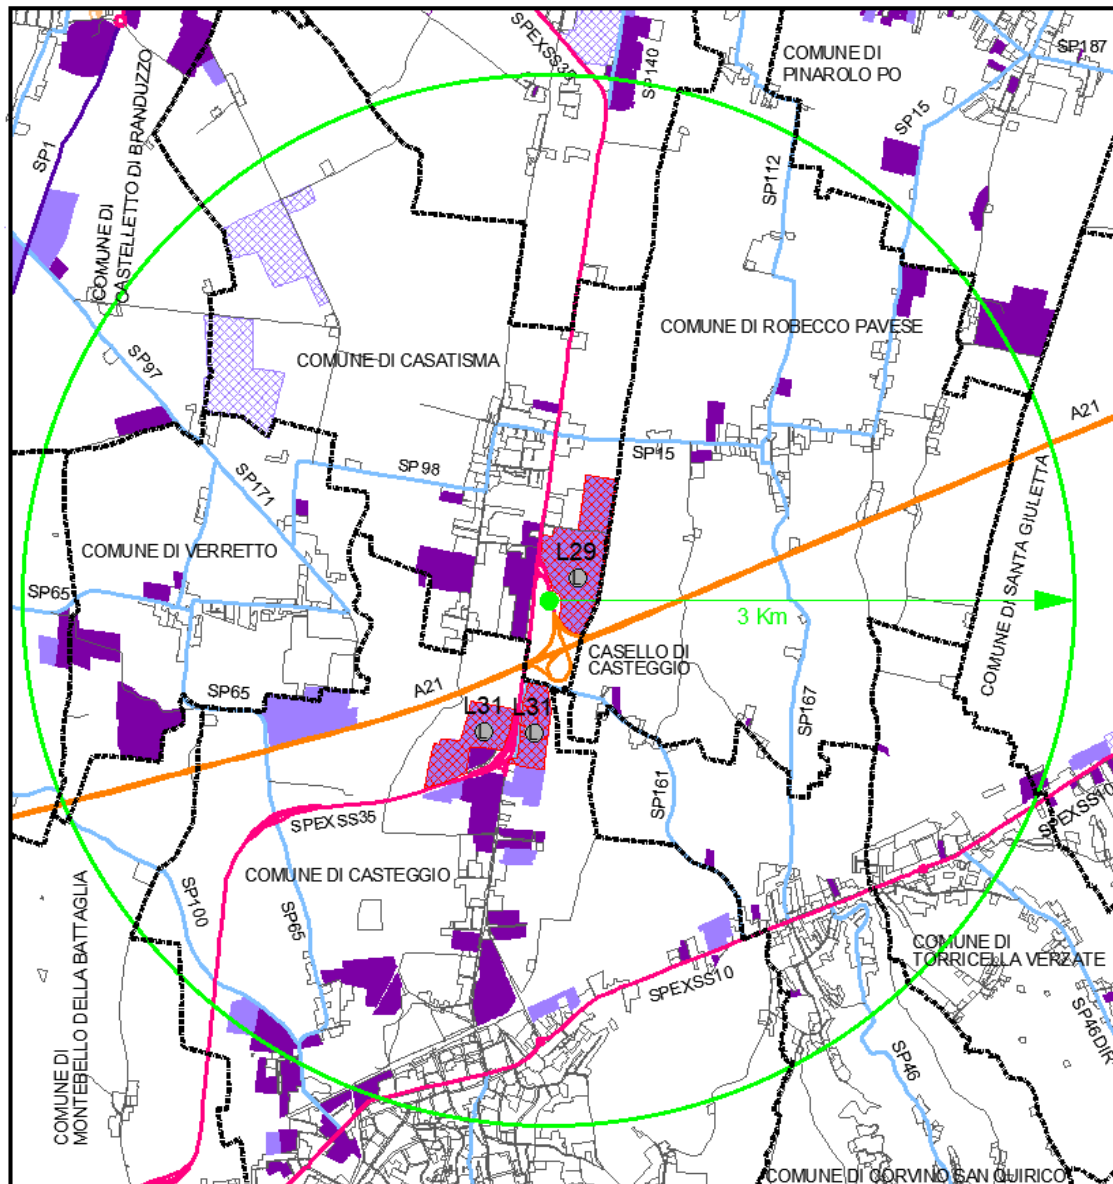 SPEXSS35
SP140
COMUNE DI
PINAROLO PO
SP187
SP15
SP1
COMUNE DI
CASTELLETTO DI BRANDUZZO
SP112
COMUNE DI ROBECCO PAVESE
COMUNE DI CASATISMA
SP97
A21
SP15
SP98
SP171
COMUNE DI SANTA GIULETTA
COMUNE DI VERRETTO
L29
L
SP65
3 Km
CASELLO DI
CASTEGGIO
SP65
A21
L31
L31
L
L
SP167
SP161
SPEXSS35
SPEXSS10
COMUNE DI CASTEGGIO
SP100
SP65
COMUNE DI
TORRICELLA VERZATE
SPEXSS10
COMUNE DI
MONTEBELLO DELLA BATTAGLIA
SP46
SP46DIR
COMUNE DI CORVINO SAN QUIRICO